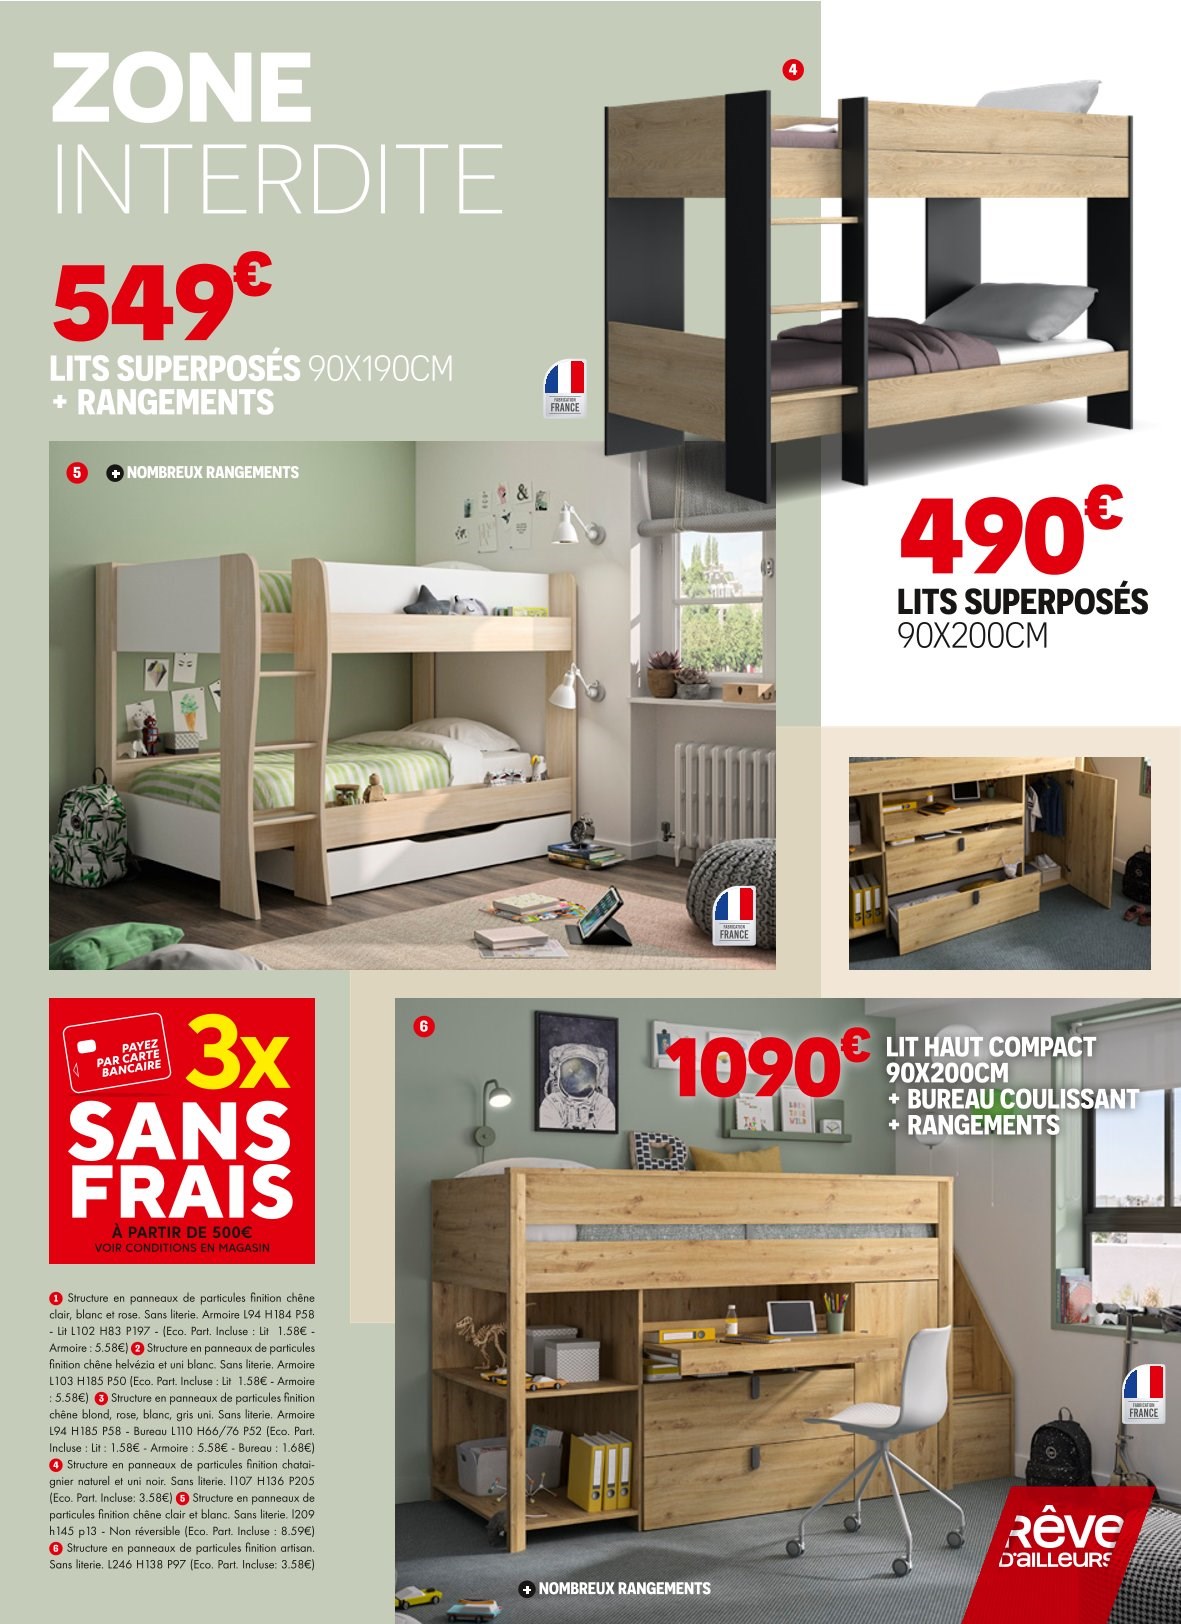 ZONE
INTERDITE
549€
LITS SUPERPOSÉS 90X190CM
+ RANGEMENTS
FABRICATION
FRANCE
4
5
+ NOMBREUX RANGEMENTS
&
490€
LITS SUPERPOSÉS
90X200CM
FABRICATION
FRANCE
PAYEZ
PAR CARTE
BANCAIRE
3x
SANS
FRAIS
À PARTIR DE 500€
VOIR CONDITIONS EN MAGASIN
6
1090€
LIT HAUT COMPACT
90X200CM
+ BUREAU COULISSANT
+ RANGEMENTS
FABRICATION
FRANCE
1 Structure en panneaux de particules finition chêne
clair, blanc et rose. Sans literie. Armoire L94 H184 P58
- Lit L102 H83 P197 - (Eco. Part. Incluse : Lit 1.58€ -
Armoire : 5.58€) 2 Structure en panneaux de particules
finition chêne helvézia et uni blanc. Sans literie. Armoire
L103 H185 P50 (Eco. Part. Incluse : Lit 1.58€ - Armoire
: 5.58€) 3 Structure en panneaux de particules finition
chêne blond, rose, blanc, gris uni. Sans literie. Armoire
L94 H185 P58 - Bureau L110 H66/76 P52 (Eco. Part.
Incluse : Lit : 1.58€ - Armoire : 5.58€ - Bureau : 1.68€)
4 Structure en panneaux de particules finition chatai-
gnier naturel et uni noir. Sans literie. l107 H136 P205
(Eco. Part. Incluse: 3.58€) 5 Structure en panneaux de
particules finition chêne clair et blanc. Sans literie. l209
h145 p13 - Non réversible (Eco. Part. Incluse : 8.59€)
6 Structure en panneaux de particules finition artisan.
Sans literie. L246 H138 P97 (Eco. Part. Incluse: 3.58€)
+ NOMBREUX RANGEMENTS
RÊVE
D'AILLEURS